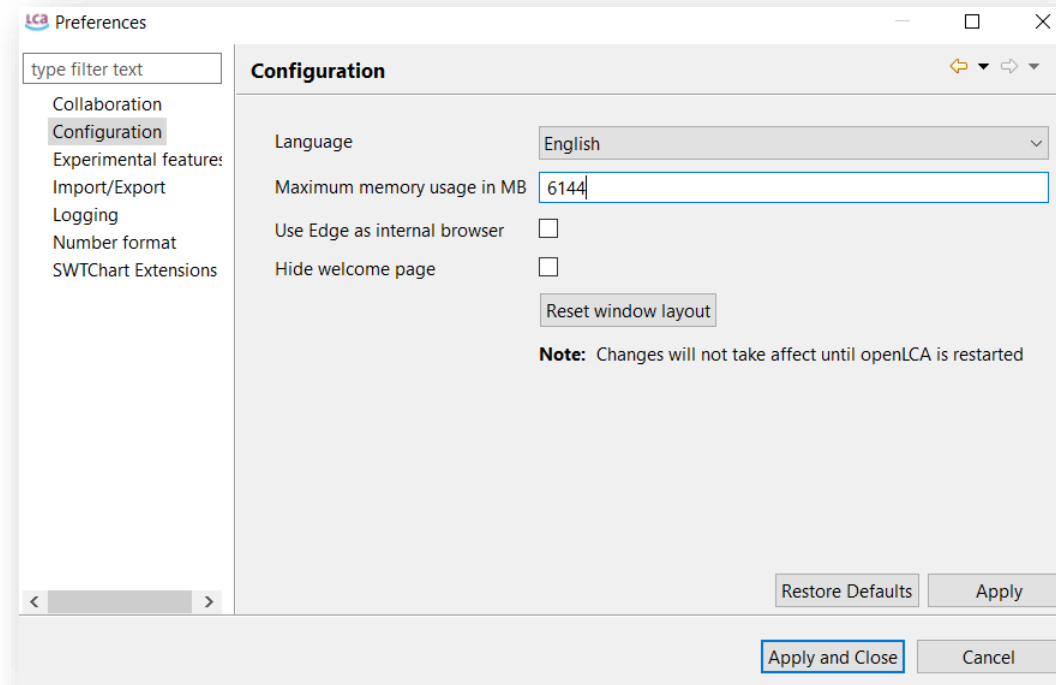 LCa Preferences
type filter text
Collaboration
Configuration
Experimental features
Import/Export
Logging
Number format
SWTChart Extensions
Configuration
Language
English
Maximum memory usage in MB
6144
Use Edge as internal browser
Hide welcome page
Reset window layout
Note: Changes will not take affect until openLCA is restarted
Restore Defaults
Apply
Apply and Close
Cancel